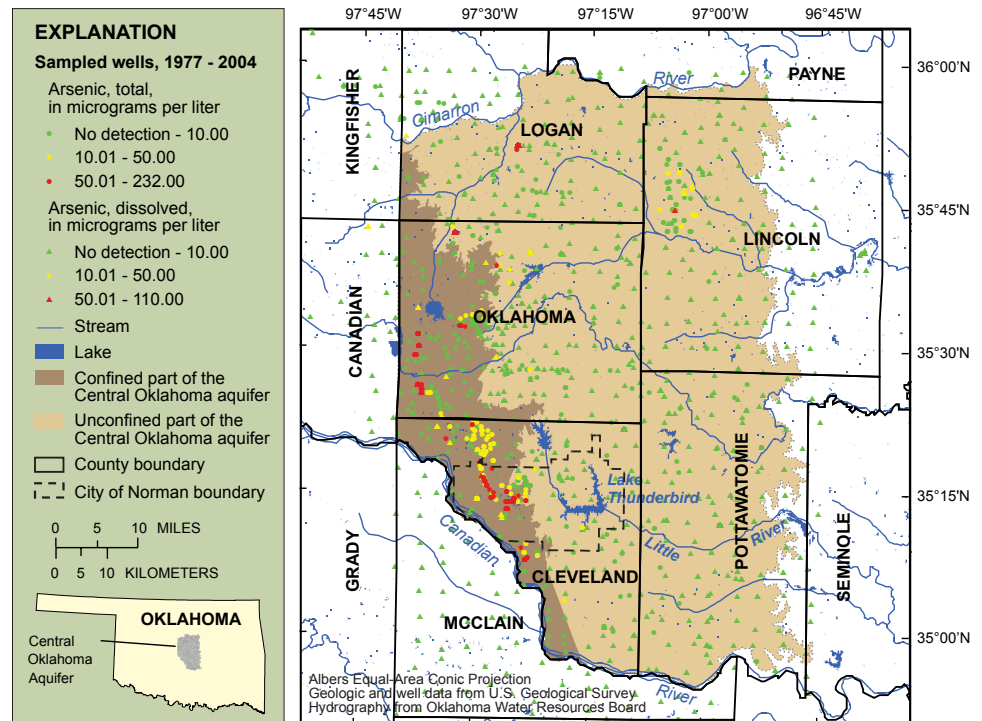 EXPLANATION
Sampled wells, 1977 - 2004
Arsenic, total,
in micrograms per liter
No detection - 10.00
10.01 - 50.00
50.01 - 232.00
Arsenic, dissolved,
in micrograms per liter
No detection - 10.00
10.01 - 50.00
50.01 - 110.00
Stream
Lake
Confined part of the
Central Oklahoma aquifer
Unconfined part of the
Central Oklahoma aquifer
County boundary
City of Norman boundary
0 5 10 MILES
0 5 10 KILOMETERS
OKLAHOMA
Central
Oklahoma
Aquifer
97°45'W 97°30'W 97°15'W 97°00'W 96°45'W
36°00'N
35°45'N
35°30'N
35°15'N
35°00'N
KINGFISHER
Cimarron
River
PAYNE
LOGAN
LINCOLN
CANADIAN
OKLAHOMA
Lake
Thunderbird
POTTAWATOMIE
River
Little
SEMINOLE
GRADY
Canadian
CLEVELAND
MCCLAIN
River
Albers Equal-Area Conic Projection
Geologic and well data from U.S. Geological Survey
Hydrography from Oklahoma Water Resources Board